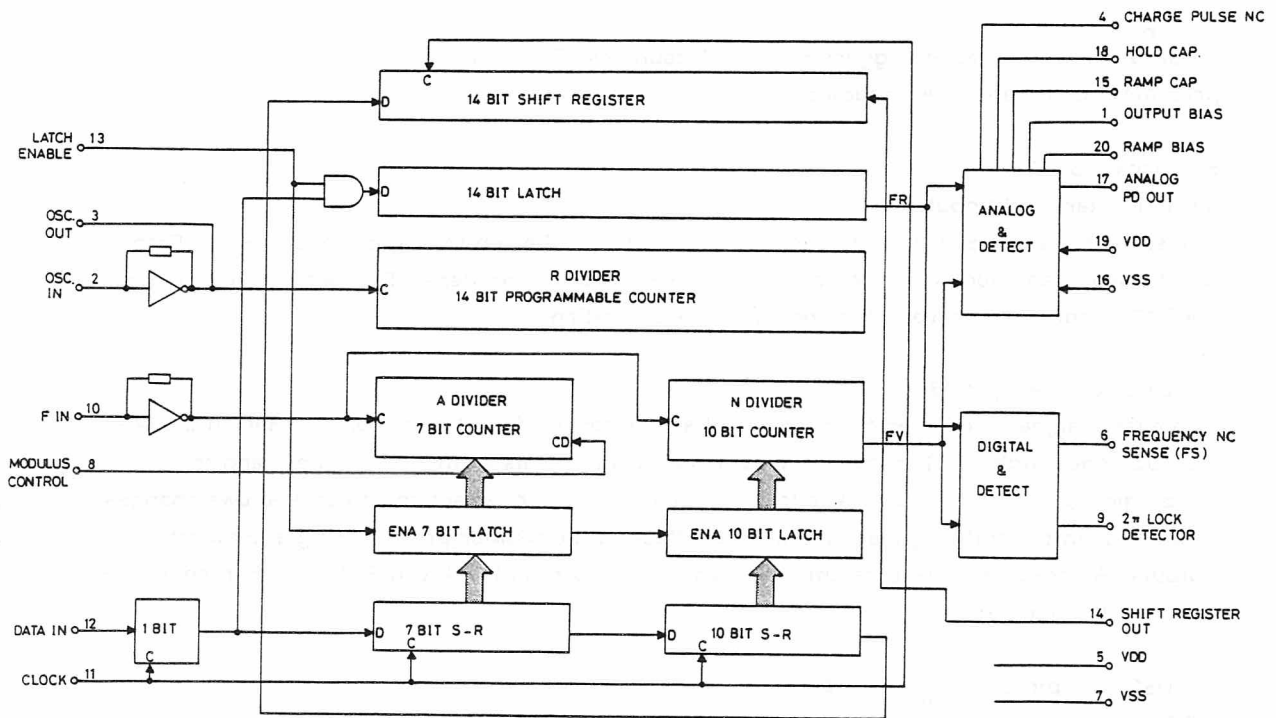 4 CHARGE PULSE NC
18 HOLD CAP.
15 RAMP CAP
1 OUTPUT BIAS
20 RAMP BIAS
17 ANALOG
PD OUT
19 VDD
16 VSS
C
D 14 BIT SHIFT REGISTER
LATCH
ENABLE 13
D 14 BIT LATCH
FR
ANALOG
&
DETECT
OSC.
OUT 3
OSC.
IN 2
R DIVIDER
C 14 BIT PROGRAMMABLE COUNTER
F IN 10
A DIVIDER
C 7 BIT COUNTER
CD
N DIVIDER
C 10 BIT COUNTER
FV
DIGITAL
&
DETECT
6 FREQUENCY NC
SENSE (FS)
9 2π LOCK
DETECTOR
MODULUS
CONTROL 8
ENA 7 BIT LATCH
ENA 10 BIT LATCH
14 SHIFT REGISTER
OUT
DATA IN 12
1 BIT
C
D 7 BIT S-R
C
D 10 BIT S-R
C
CLOCK 11
5 VDD
7 VSS